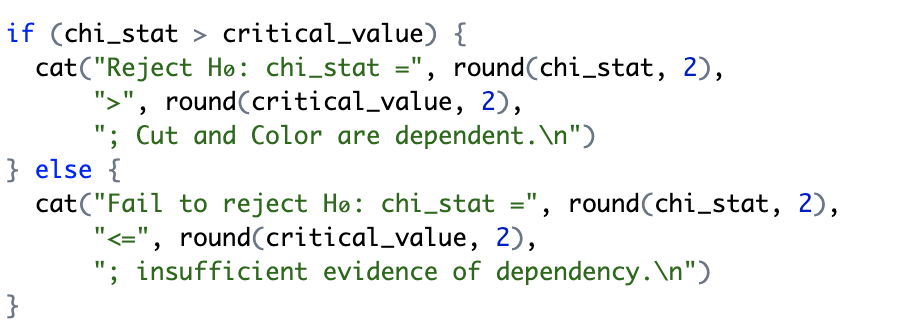 if (chi_stat > critical_value) {
  cat("Reject H₀: chi_stat =", round(chi_stat, 2),
      ">", round(critical_value, 2),
      "; Cut and Color are dependent.\n")
} else {
  cat("Fail to reject H₀: chi_stat =", round(chi_stat, 2),
      "<=", round(critical_value, 2),
      "; insufficient evidence of dependency.\n")
}